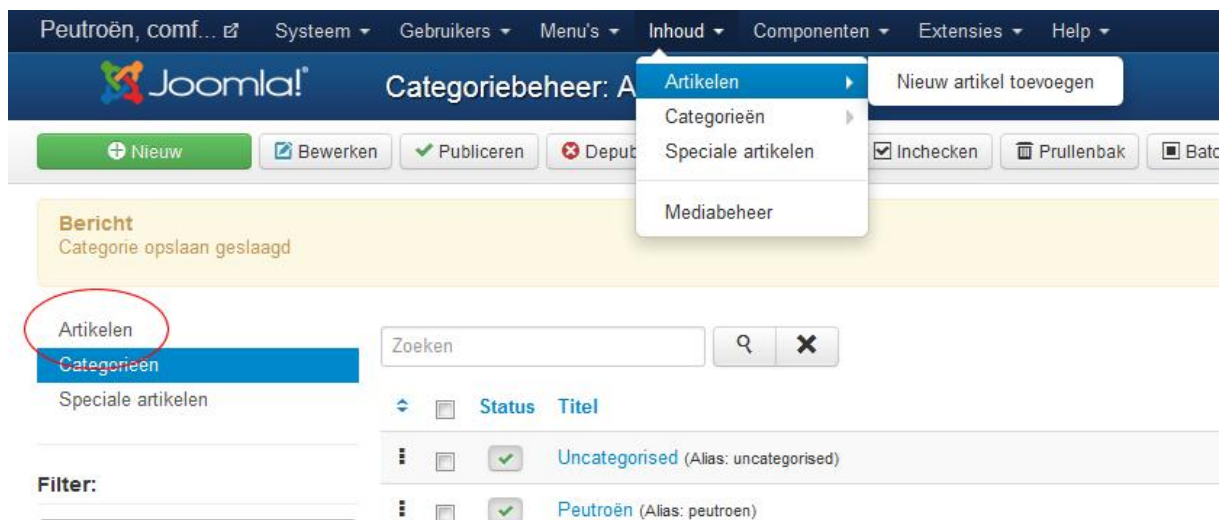 Peutroën, comf... Systeem Gebruikers Menu's Inhoud Componenten Extensies Help
Joomla!® Categoriebeheer: A
Artikelen
Nieuw artikel toevoegen
Categorieën
Speciale artikelen
Mediabeheer
Nieuw Bewerken Publiceren Depub Inchecken Prullenbak Batc
Bericht
Categorie opslaan geslaagd
Artikelen
Categorieën
Speciale artikelen
Filter:
Zoeken
Status Titel
Uncategorised (Alias: uncategorised)
Peutroën (Alias: peutroen)